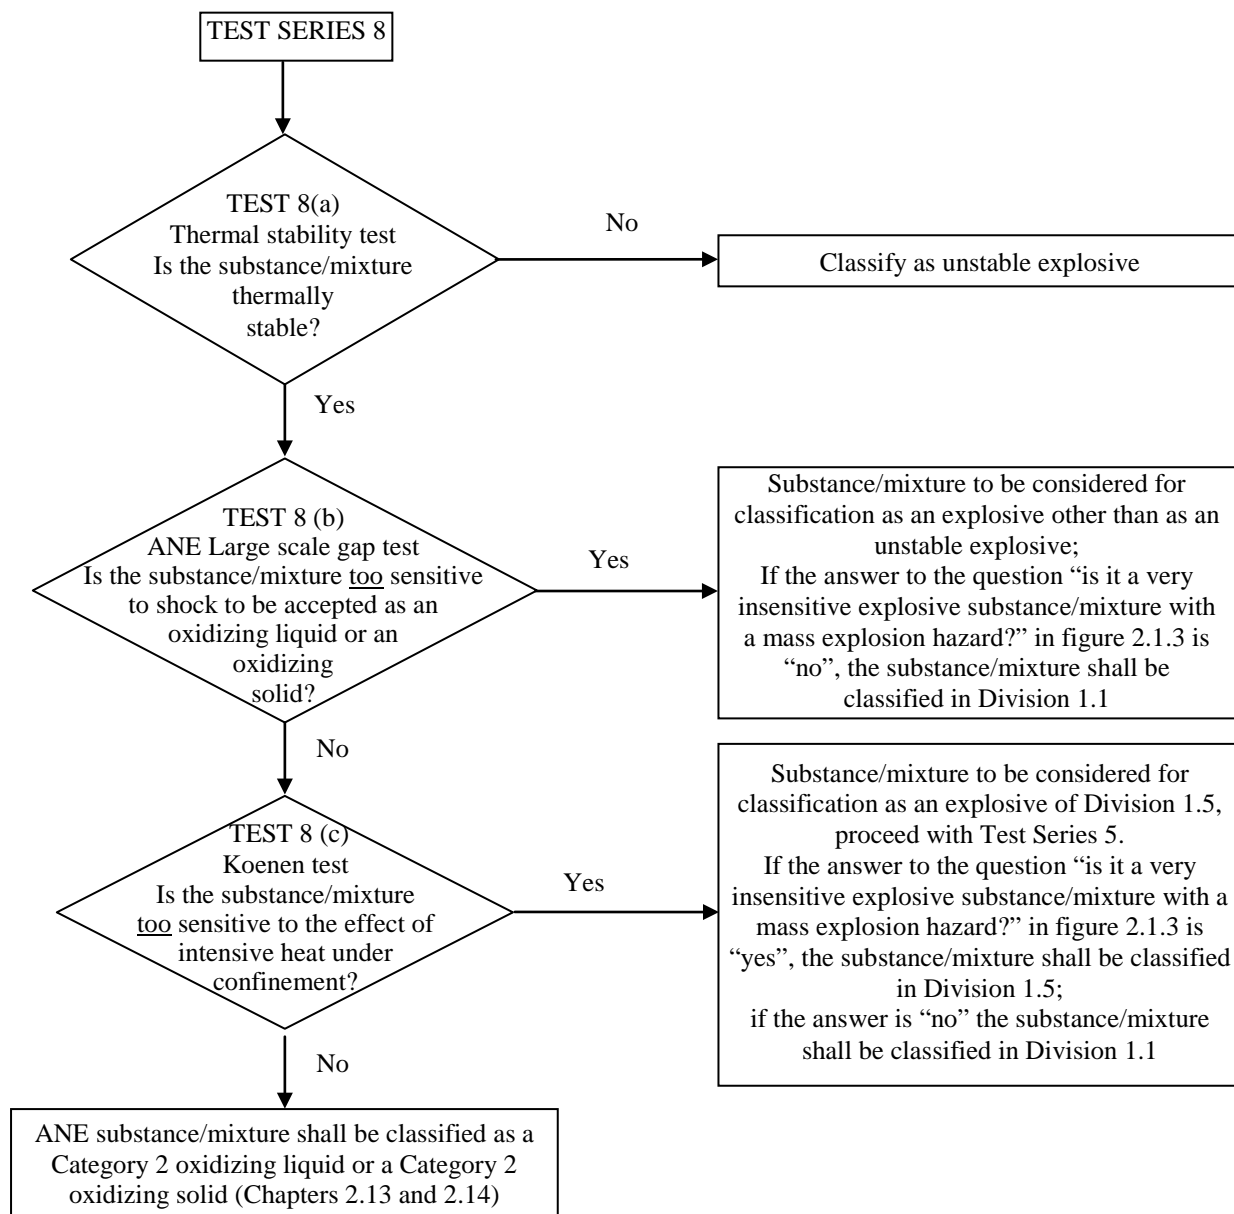 TEST SERIES 8
TEST 8(a)
Thermal stability test
Is the substance/mixture
thermally
stable?
No
Classify as unstable explosive
Yes
TEST 8 (b)
ANE Large scale gap test
Is the substance/mixture too sensitive
to shock to be accepted as an
oxidizing liquid or an
oxidizing
solid?
Yes
Substance/mixture to be considered for
classification as an explosive other than as an
unstable explosive;
If the answer to the question “is it a very
insensitive explosive substance/mixture with
a mass explosion hazard?” in figure 2.1.3 is
“no”, the substance/mixture shall be
classified in Division 1.1
No
TEST 8 (c)
Koenen test
Is the substance/mixture
too sensitive to the effect of
intensive heat under
confinement?
Yes
Substance/mixture to be considered for
classification as an explosive of Division 1.5,
proceed with Test Series 5.
If the answer to the question “is it a very
insensitive explosive substance/mixture with a
mass explosion hazard?” in figure 2.1.3 is
“yes”, the substance/mixture shall be classified
in Division 1.5;
if the answer is “no” the substance/mixture
shall be classified in Division 1.1
No
ANE substance/mixture shall be classified as a
Category 2 oxidizing liquid or a Category 2
oxidizing solid (Chapters 2.13 and 2.14)